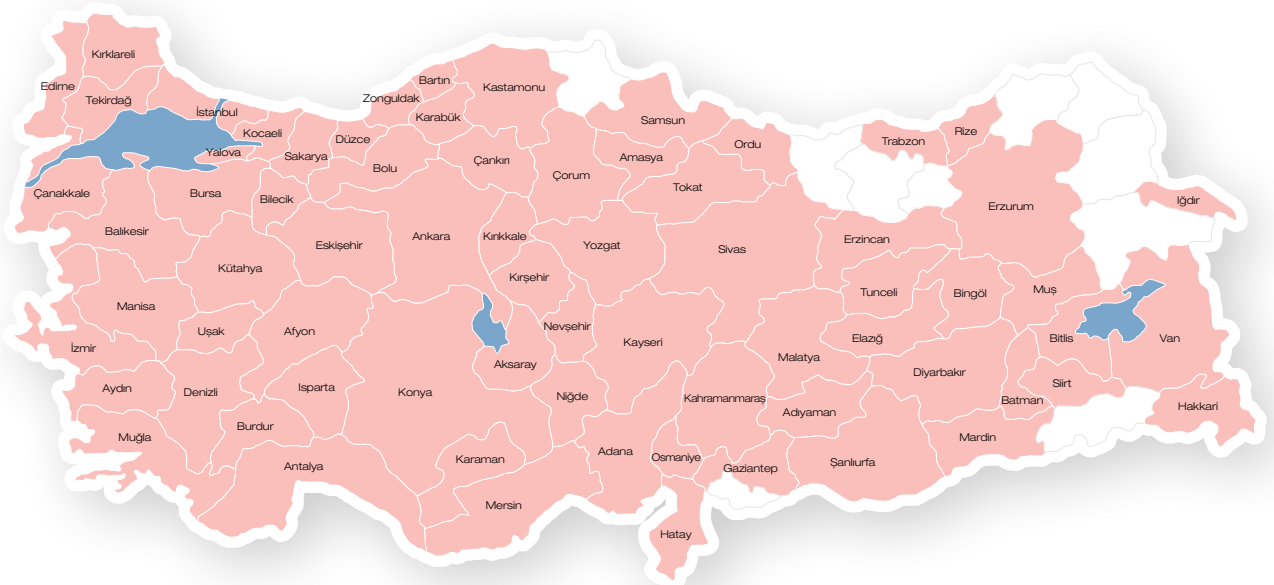 Kırklareli
Edirne
Tekirdağ
İstanbul
Kocaeli
Yalova
Sakarya
Düzce
Zonguldak
Bartın
Karabük
Kastamonu
Bolu
Çankırı
Çorum
Samsun
Amasya
Ordu
Tokat
Trabzon
Rize
Erzurum
Iğdır
Çanakkale
Bursa
Bilecik
Balıkesir
Kütahya
Eskişehir
Ankara
Kırıkkale
Kırşehir
Yozgat
Sivas
Erzincan
Tunceli
Bingöl
Muş
Manisa
Uşak
Afyon
Nevşehir
Kayseri
Malatya
Elazığ
Bitlis
Van
İzmir
Aydın
Denizli
Isparta
Konya
Aksaray
Niğde
Kahramanmaraş
Adıyaman
Diyarbakır
Batman
Siirt
Hakkari
Muğla
Burdur
Antalya
Karaman
Mersin
Adana
Osmaniye
Gaziantep
Şanlıurfa
Mardin
Hatay